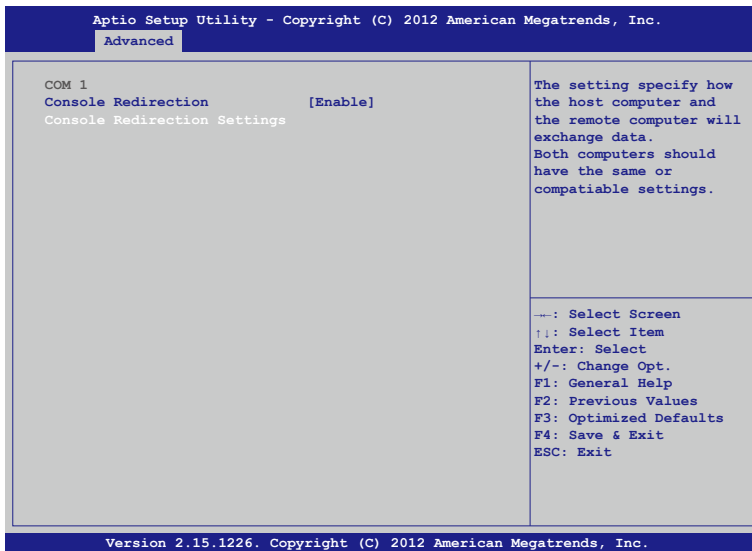 Aptio Setup Utility - Copyright (C) 2012 American Megatrends, Inc.
Advanced
COM 1
Console Redirection [Enable]
Console Redirection Settings
The setting specify how
the host computer and
the remote computer will
exchange data.
Both computers should
have the same or
compatiable settings.
→←: Select Screen
↑↓: Select Item
Enter: Select
+/-: Change Opt.
F1: General Help
F2: Previous Values
F3: Optimized Defaults
F4: Save & Exit
ESC: Exit
Version 2.15.1226. Copyright (C) 2012 American Megatrends, Inc.